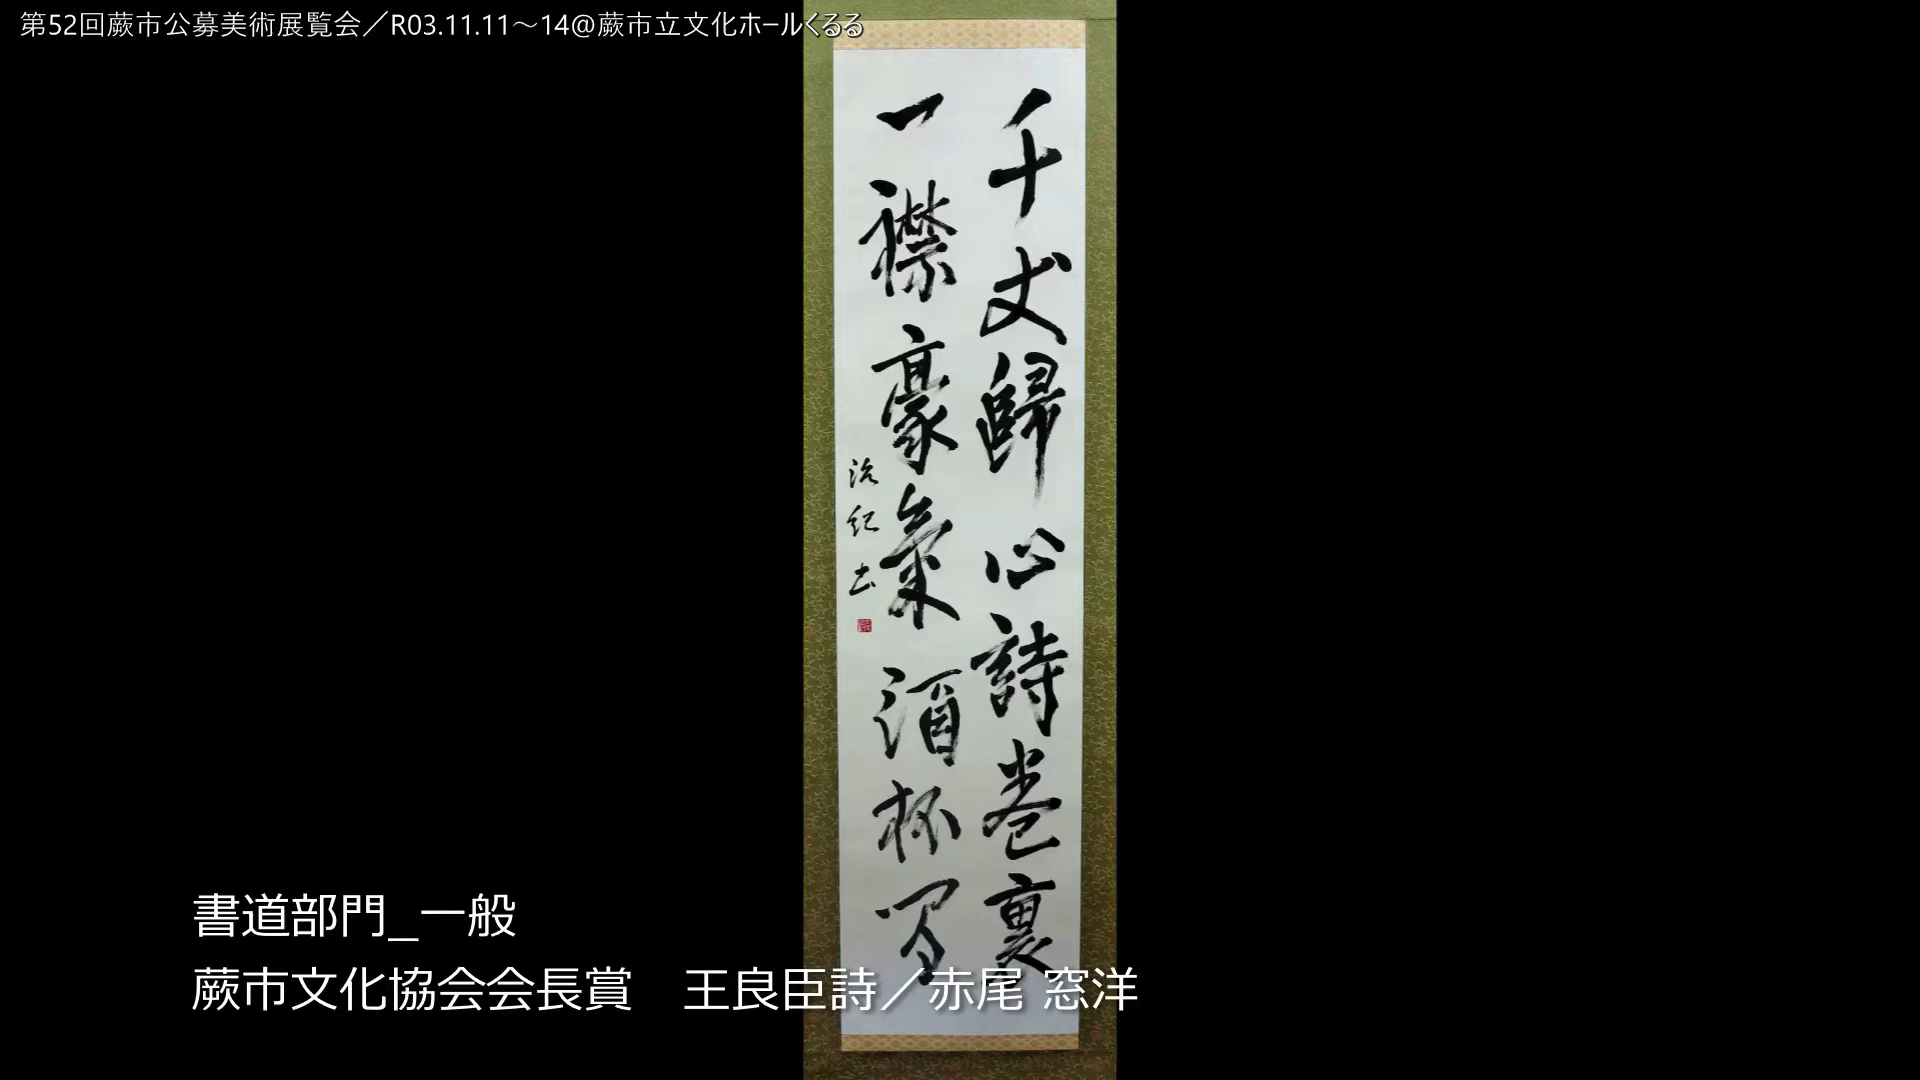 第52回蕨市公募美術展覧会／R03.11.11～14@蕨市立文化ホールくるる
千丈歸心詩巻裏
一襟豪氣酒杯間
書道部門_一般
蕨市文化協会会長賞　王良臣詩／赤尾 窓洋